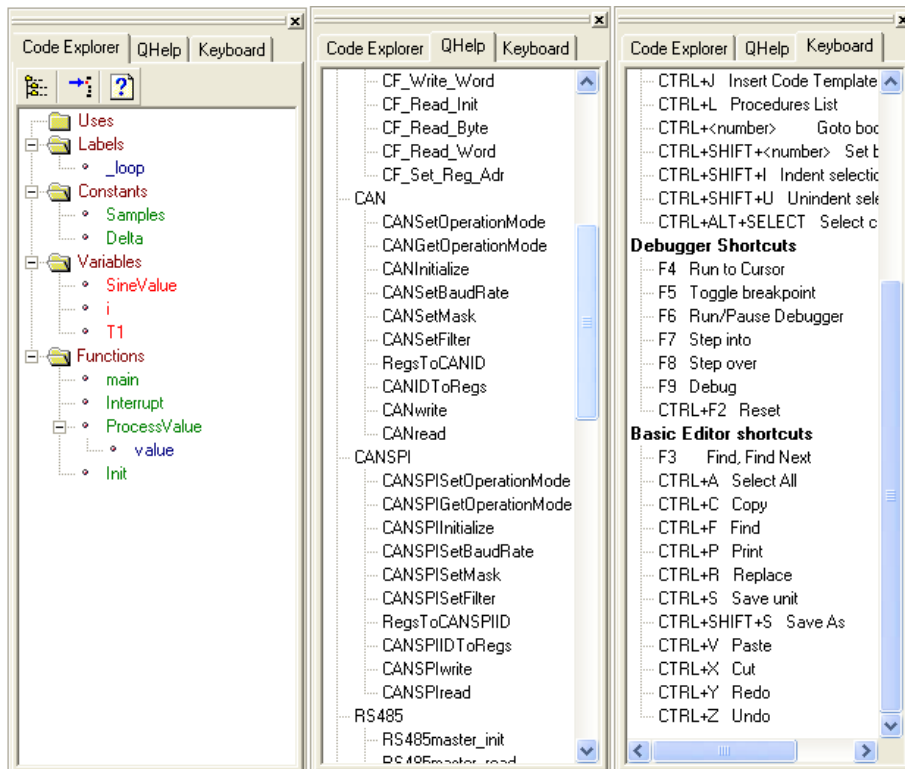 Code Explorer QHelp Keyboard
Uses
Labels
_loop
Constants
Samples
Delta
Variables
SineValue
i
T1
Functions
main
Interrupt
ProcessValue
value
Init
Code Explorer QHelp Keyboard
CF_Write_Word
CF_Read_Init
CF_Read_Byte
CF_Read_Word
CF_Set_Reg_Adr
CAN
CANSetOperationMode
CANGetOperationMode
CANInitialize
CANSetBaudRate
CANSetMask
CANSetFilter
RegsToCANID
CANIDToRegs
CANwrite
CANread
CANSPI
CANSPISetOperationMode
CANSPIGetOperationMode
CANSPIInitialize
CANSPISetBaudRate
CANSPISetMask
CANSPISetFilter
RegsToCANSPIID
CANSPIIDToRegs
CANSPIwrite
CANSPIread
RS485
RS485master_init
RS485master_read
Code Explorer QHelp Keyboard
CTRL+J Insert Code Template
CTRL+L Procedures List
CTRL+<number> Goto boo
CTRL+SHIFT+<number> Set b
CTRL+SHIFT+I Indent selectio
CTRL+SHIFT+U Unindent sele
CTRL+ALT+SELECT Select c
Debugger Shortcuts
F4 Run to Cursor
F5 Toggle breakpoint
F6 Run/Pause Debugger
F7 Step into
F8 Step over
F9 Debug
CTRL+F2 Reset
Basic Editor shortcuts
F3 Find, Find Next
CTRL+A Select All
CTRL+C Copy
CTRL+F Find
CTRL+P Print
CTRL+R Replace
CTRL+S Save unit
CTRL+SHIFT+S Save As
CTRL+V Paste
CTRL+X Cut
CTRL+Y Redo
CTRL+Z Undo